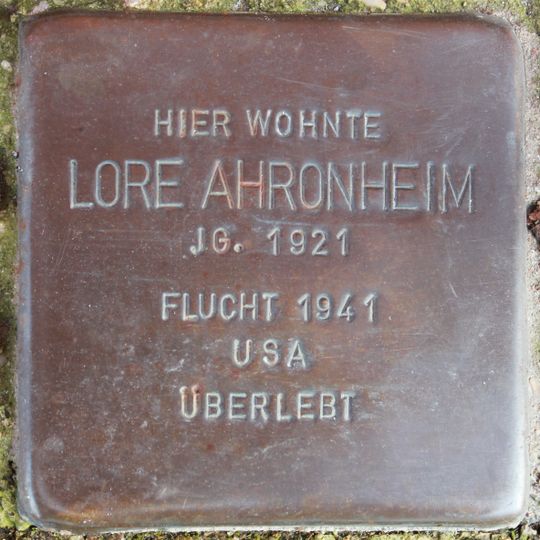 HIER WOHNTE
LORE AHRONHEIM
JG. 1921
FLUCHT 1941
USA
ÜBERLEBT